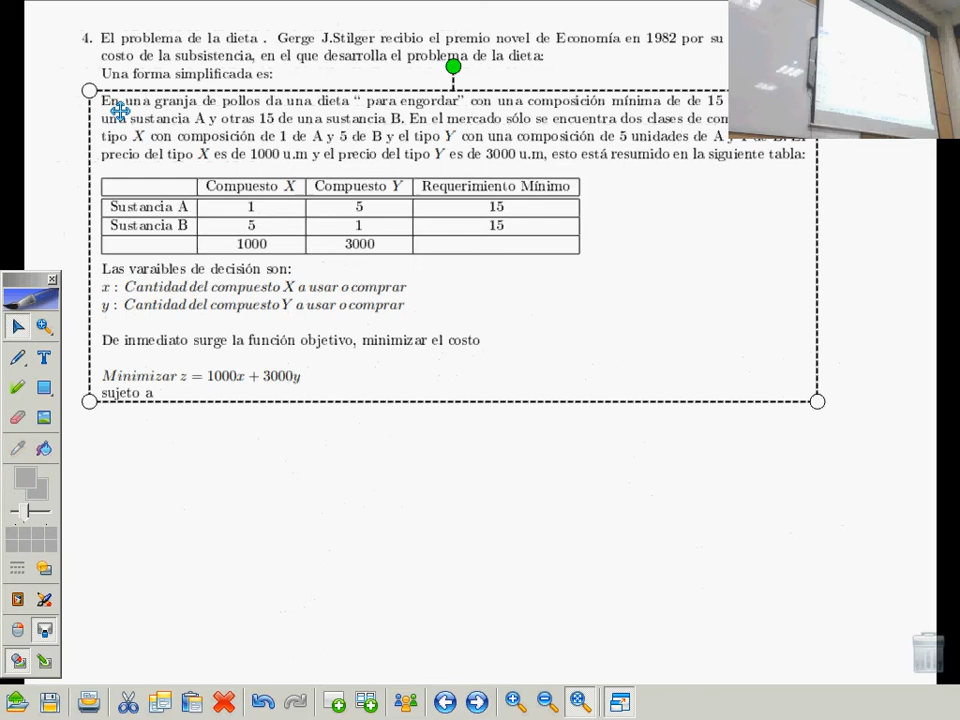 4. El problema de la dieta . Gerge J.Stilger recibio el premio novel de Economía en 1982 por su
costo de la subsistencia, en el que desarrolla el problema de la dieta:
Una forma simplificada es:
En una granja de pollos da una dieta “ para engordar” con una composición mínima de de 15
una sustancia A y otras 15 de una sustancia B. En el mercado sólo se encuentra dos clases de com
tipo X con composición de 1 de A y 5 de B y el tipo Y con una composición de 5 unidades de A
precio del tipo X es de 1000 u.m y el precio del tipo Y es de 3000 u.m, esto está resumido en la siguiente tabla:
Compuesto X Compuesto Y Requerimiento Mínimo
Sustancia A 1 5 15
Sustancia B 5 1 15
1000 3000
Las varaibles de decisión son:
x : Cantidad del compuesto X a usar o comprar
y : Cantidad del compuesto Y a usar o comprar
De inmediato surge la función objetivo, minimizar el costo
Minimizar z = 1000x + 3000y
sujeto a